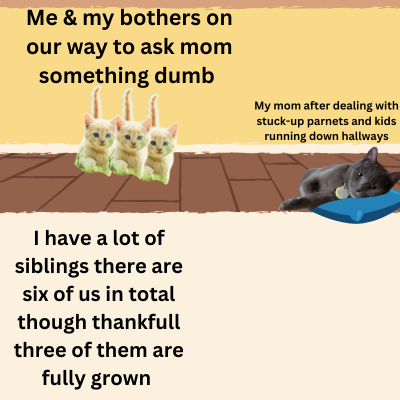 Me & my bothers on
our way to ask mom
something dumb
My mom after dealing with
stuck-up parnets and kids
running down hallways
I have a lot of
siblings there are
six of us in total
though thankfull
three of them are
fully grown